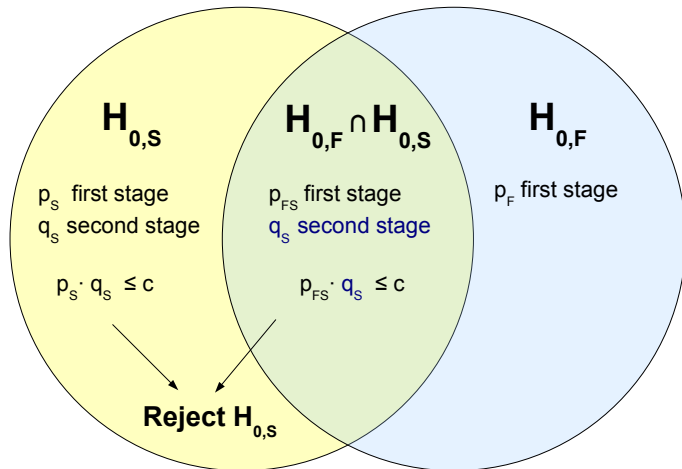 H0,S
pS first stage
qS second stage
pS · qS ≤ c
H0,F ∩ H0,S
pFS first stage
qS second stage
pFS · qS ≤ c
H0,F
pF first stage
Reject H0,S